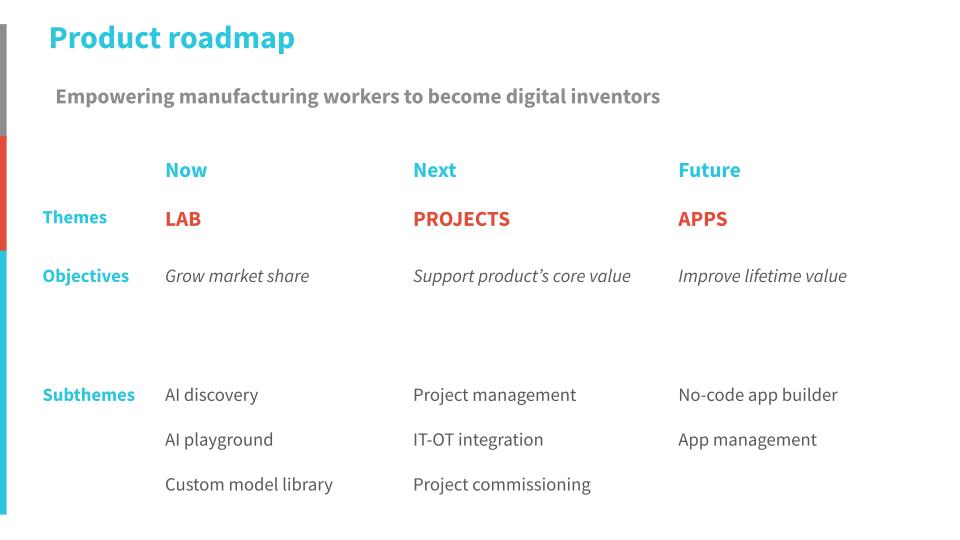 Product roadmap
Empowering manufacturing workers to become digital inventors
Now Next Future
Themes LAB PROJECTS APPS
Objectives Grow market share Support product’s core value Improve lifetime value
Subthemes AI discovery Project management No-code app builder
AI playground IT-OT integration App management
Custom model library Project commissioning